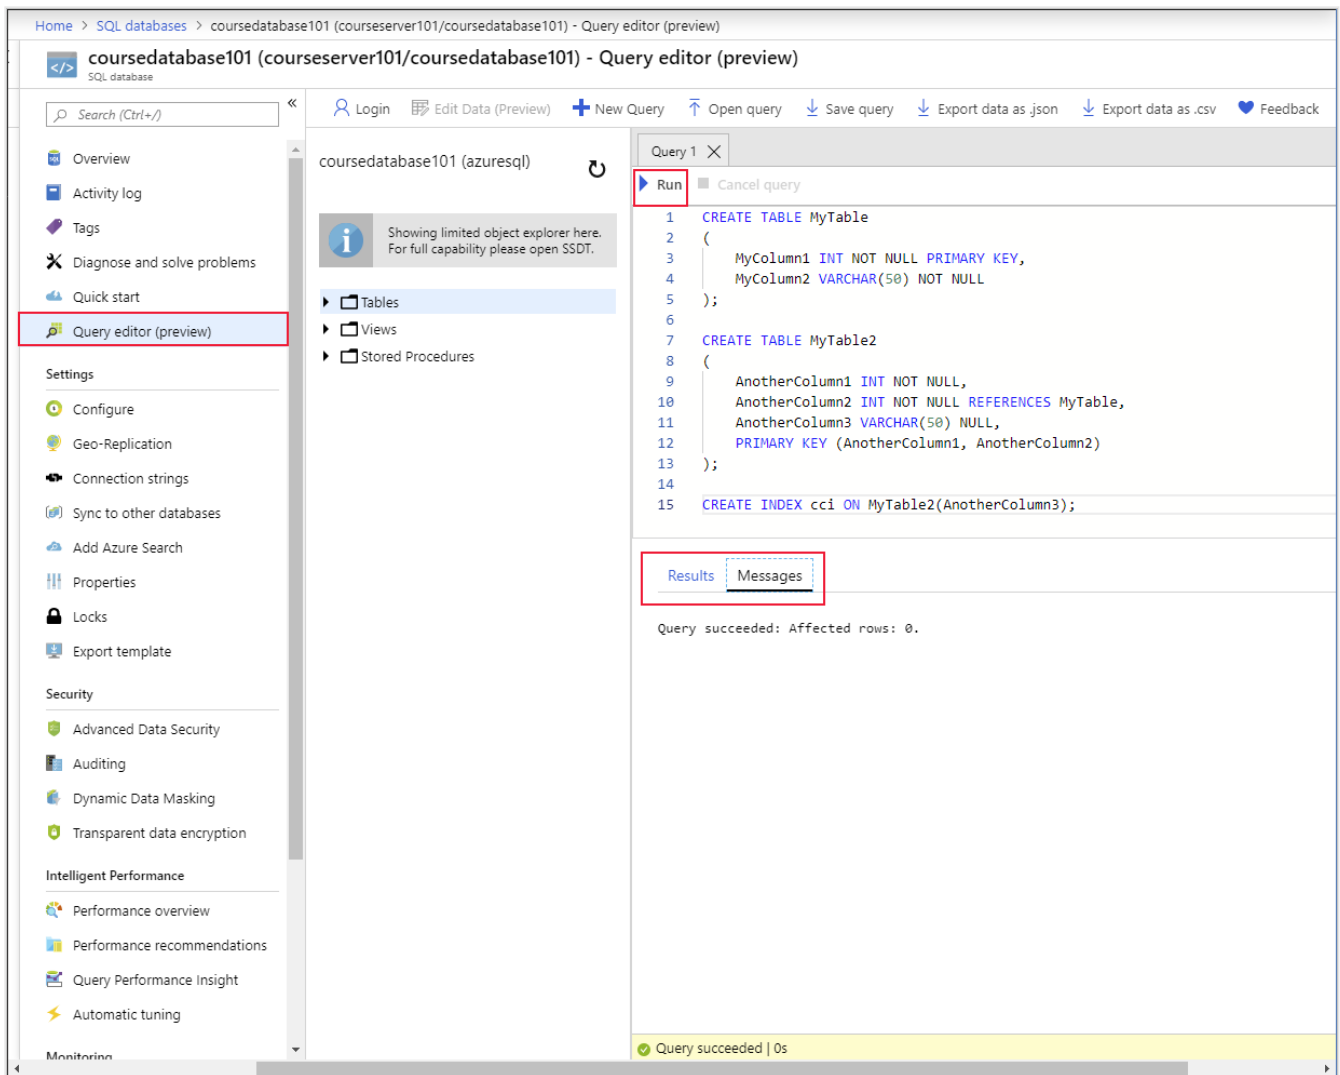 Home > SQL databases > coursedatabase101 (courseserver101/coursedatabase101) - Query editor (preview)
coursedatabase101 (courseserver101/coursedatabase101) - Query editor (preview)
SQL database
Search (Ctrl+/)
«
Overview
Activity log
Tags
Diagnose and solve problems
Quick start
Query editor (preview)
Settings
Configure
Geo-Replication
Connection strings
Sync to other databases
Add Azure Search
Properties
Locks
Export template
Security
Advanced Data Security
Auditing
Dynamic Data Masking
Transparent data encryption
Intelligent Performance
Performance overview
Performance recommendations
Query Performance Insight
Automatic tuning
Monitoring
Login Edit Data (Preview) New Query Open query Save query Export data as .json Export data as .csv Feedback
coursedatabase101 (azuresql)
Showing limited object explorer here.
For full capability please open SSDT.
Tables
Views
Stored Procedures
Query 1
Run Cancel query
1 CREATE TABLE MyTable
2 (
3 MyColumn1 INT NOT NULL PRIMARY KEY,
4 MyColumn2 VARCHAR(50) NOT NULL
5 );
6
7 CREATE TABLE MyTable2
8 (
9 AnotherColumn1 INT NOT NULL,
10 AnotherColumn2 INT NOT NULL REFERENCES MyTable,
11 AnotherColumn3 VARCHAR(50) NULL,
12 PRIMARY KEY (AnotherColumn1, AnotherColumn2)
13 );
14
15 CREATE INDEX cci ON MyTable2(AnotherColumn3);
Results Messages
Query succeeded: Affected rows: 0.
Query succeeded | 0s